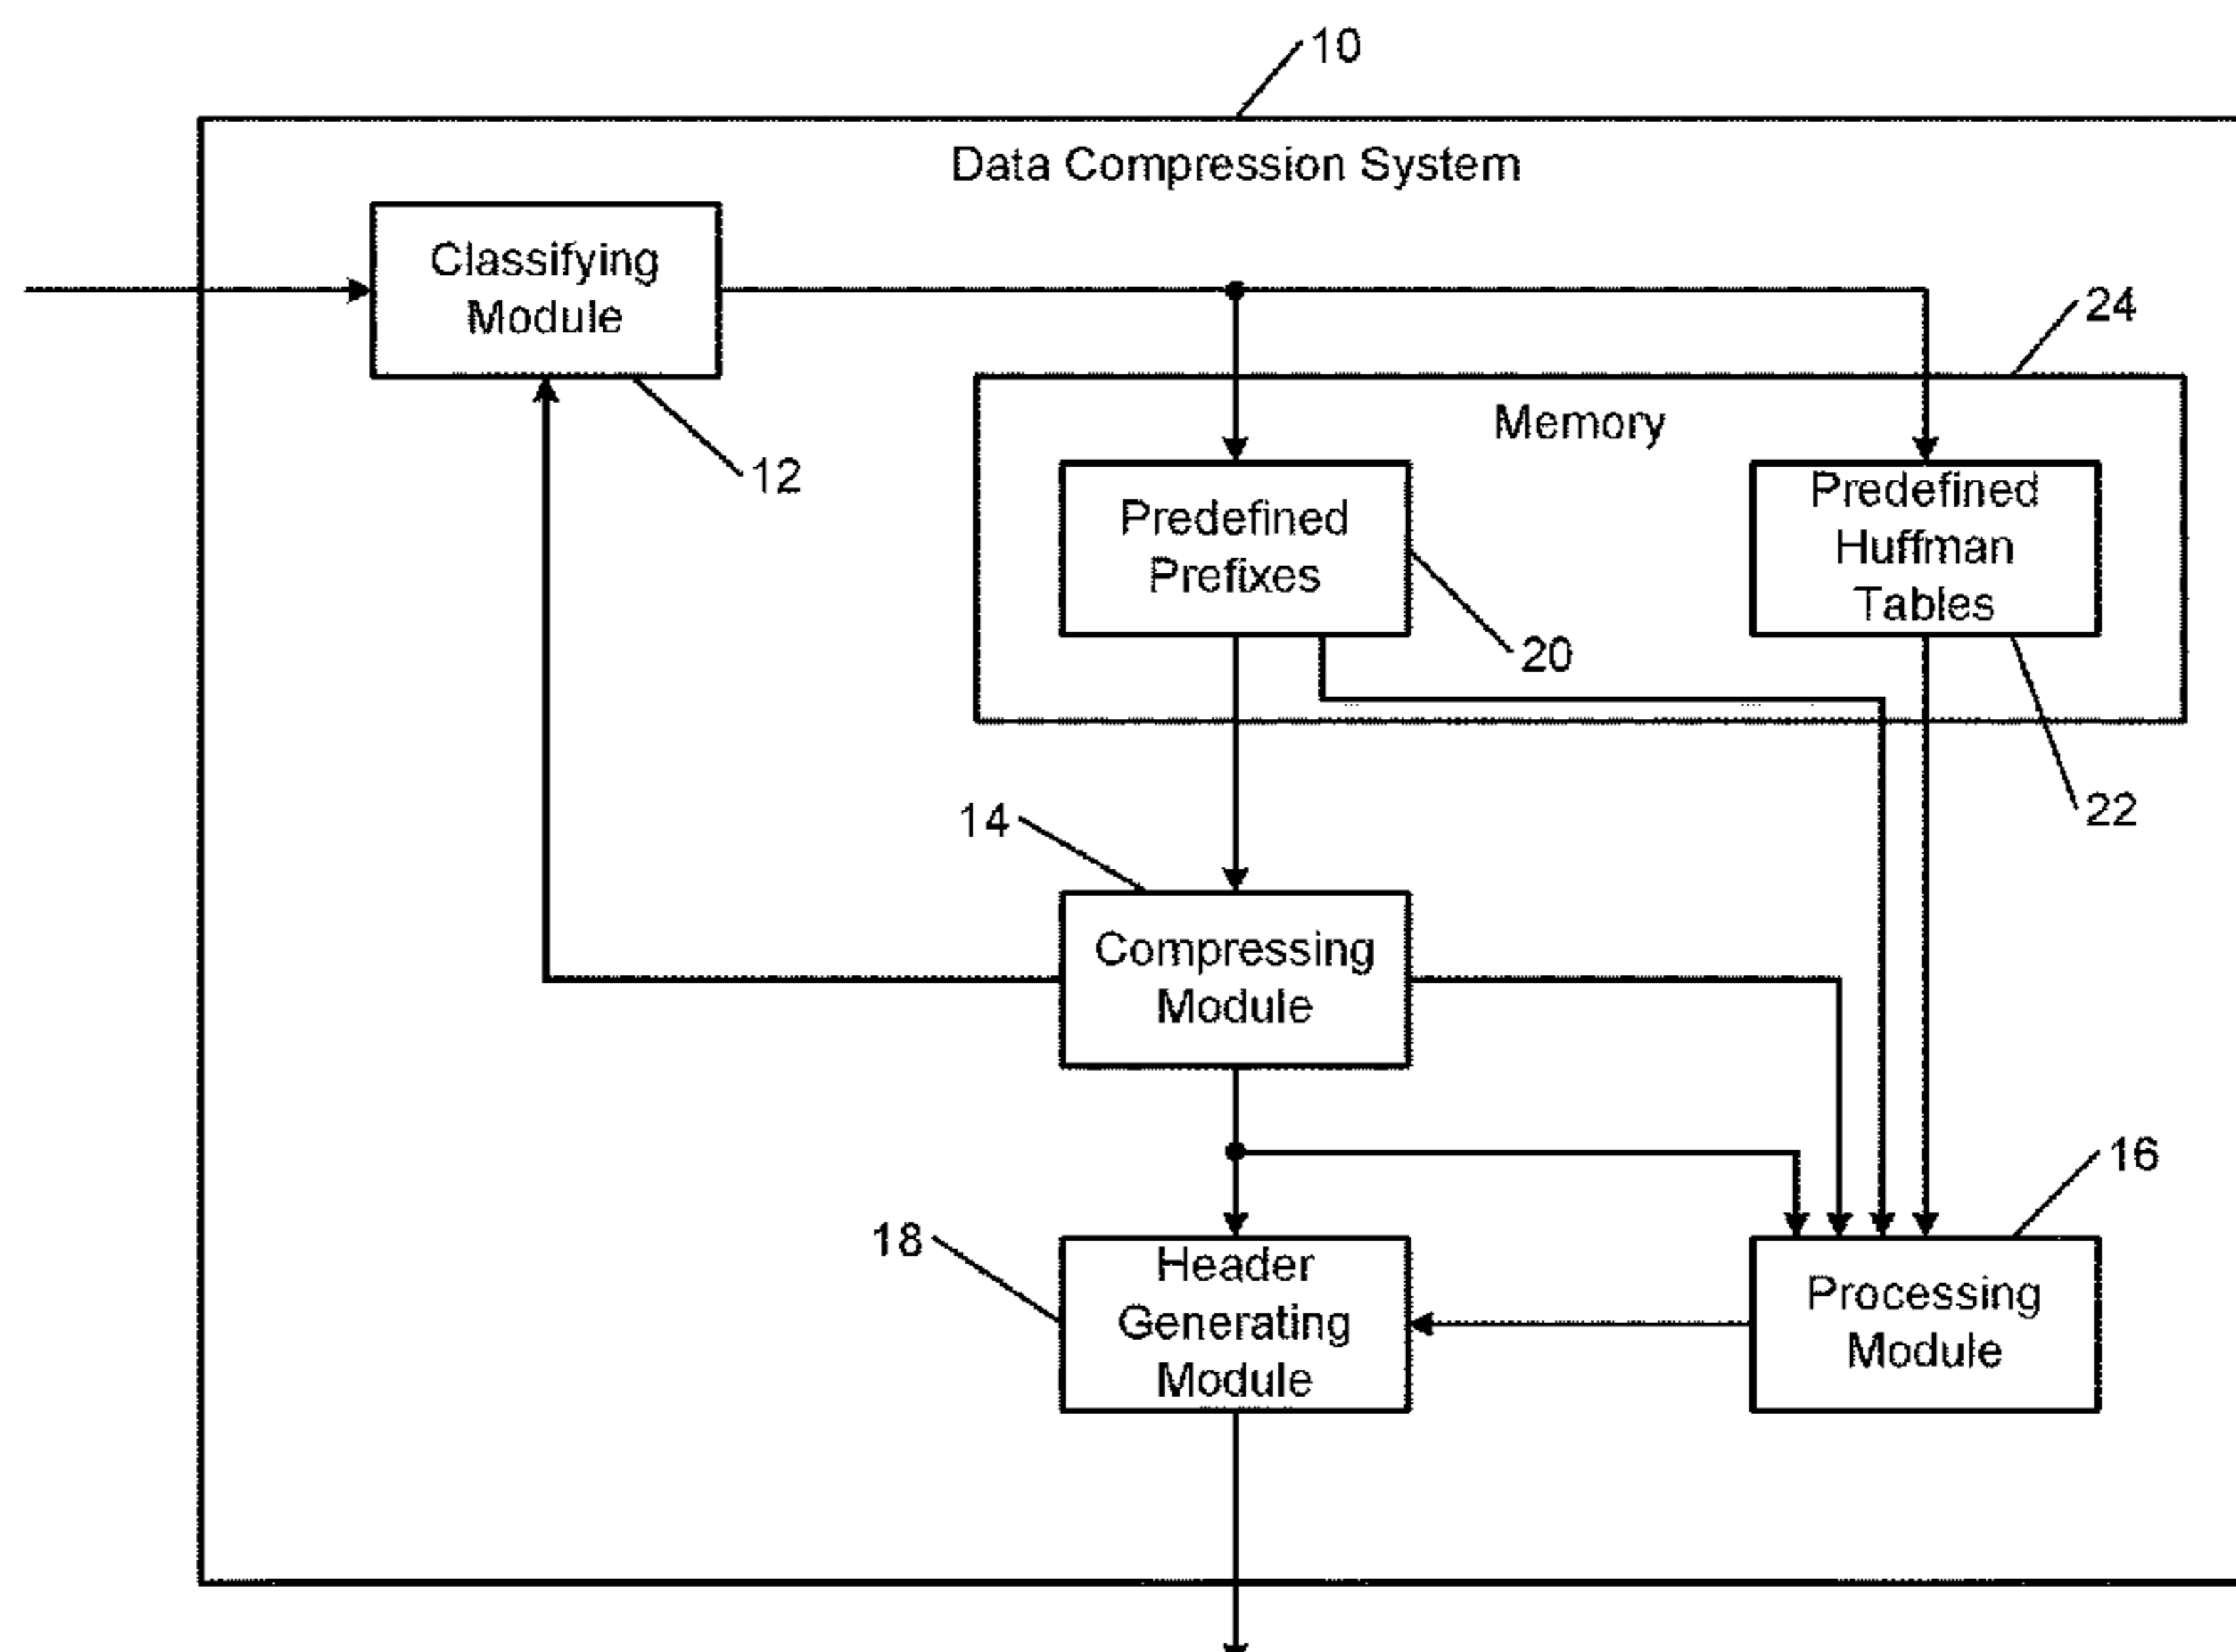 10
Data Compression System
Classifying
Module
24
Memory
12
Predefined
Prefixes
Predefined
Huffman
Tables
20
22
14
Compressing
Module
16
18
Header
Generating
Module
Processing
Module